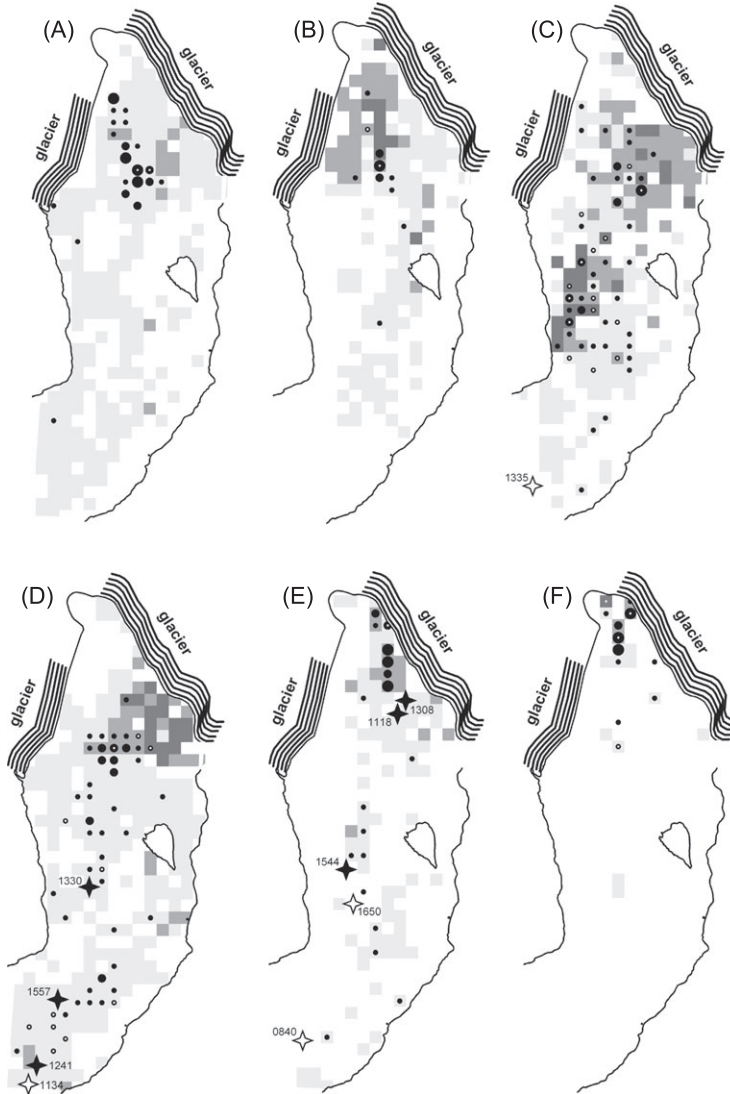 (A)
glacier
glacier
(B)
glacier
glacier
(C)
glacier
glacier
1335
(D)
glacier
glacier
1330
1557
1241
1134
(E)
glacier
glacier
1308
1118
1544
1650
0840
(F)
glacier
glacier